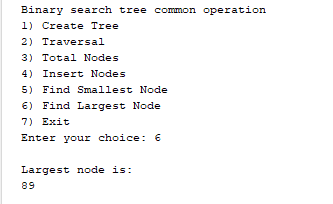 Binary search tree common operation
1) Create Tree
2) Traversal
3) Total Nodes
4) Insert Nodes
5) Find Smallest Node
6) Find Largest Node
7) Exit
Enter your choice: 6
Largest node is:
89